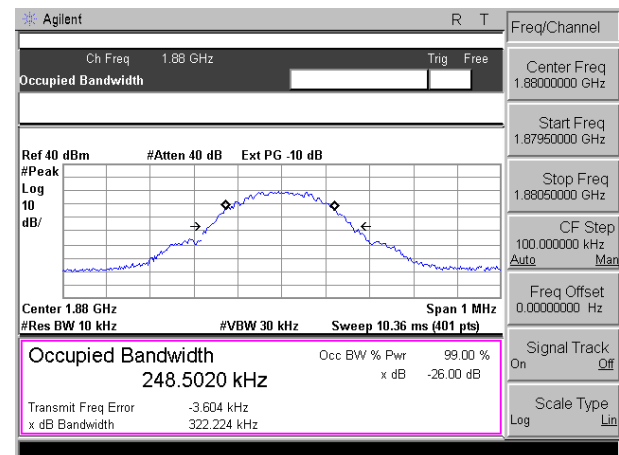 Agilent R T
Ch Freq 1.88 GHz Trig Free
Occupied Bandwidth
Ref 40 dBm #Atten 40 dB Ext PG -10 dB
#Peak
Log
10
dB/
Center 1.88 GHz Span 1 MHz
#Res BW 10 kHz #VBW 30 kHz Sweep 10.36 ms (401 pts)
Occupied Bandwidth Occ BW % Pwr 99.00 %
248.5020 kHz x dB -26.00 dB
Transmit Freq Error -3.604 kHz
x dB Bandwidth 322.224 kHz
Freq/Channel
Center Freq
1.88000000 GHz
Start Freq
1.87950000 GHz
Stop Freq
1.88050000 GHz
CF Step
100.000000 kHz
Auto Man
Freq Offset
0.00000000 Hz
Signal Track
On Off
Scale Type
Log Lin